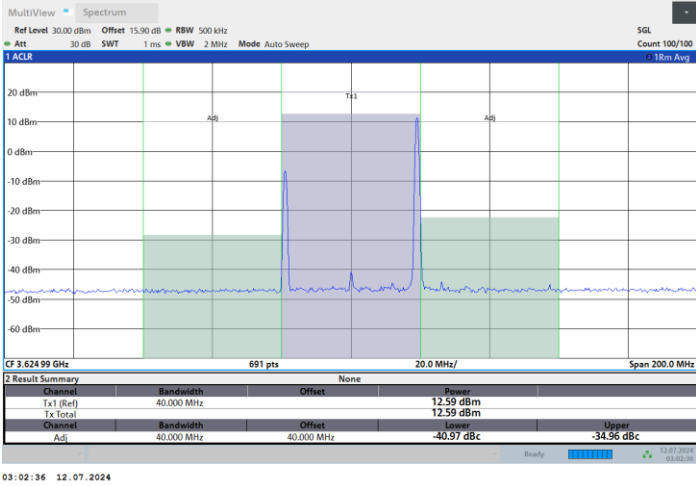 MultiView Spectrum
Ref Level 30.00 dBm Offset 15.90 dB RBW 500 kHz SGL
Att 30 dB SWT 1 ms VBW 2 MHz Mode Auto Sweep Count 100/100
1 ACLR 1Rm Avg
Tx1
20 dBm
Adj Adj
10 dBm
0 dBm
-10 dBm
-20 dBm
-30 dBm
-40 dBm
-50 dBm
-60 dBm
CF 3.624 99 GHz 691 pts 20.0 MHz/ Span 200.0 MHz
2 Result Summary None
Channel Bandwidth Offset Power
Tx1 (Ref) 40.000 MHz 12.59 dBm
Tx Total 12.59 dBm
Channel Bandwidth Offset Lower Upper
Adj 40.000 MHz 40.000 MHz -40.97 dBc -34.96 dBc
Ready 12.07.2024
03:02:36
03:02:36 12.07.2024